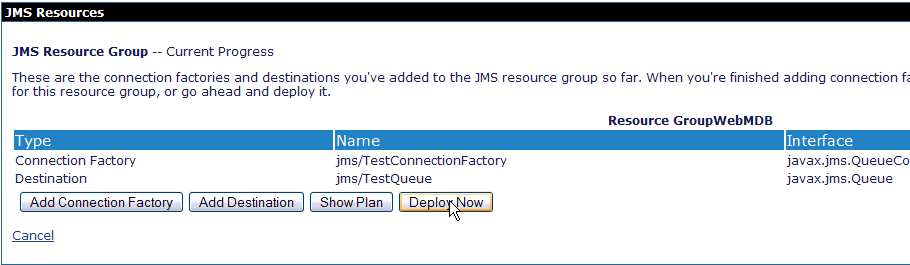 JMS Resources
JMS Resource Group -- Current Progress
These are the connection factories and destinations you've added to the JMS resource group so far. When you're finished adding connection
for this resource group, or go ahead and deploy it.
Resource GroupWebMDB
Type Name Interface
Connection Factory jms/TestConnectionFactory javax.jms.QueueCo
Destination jms/TestQueue javax.jms.Queue
Add Connection Factory Add Destination Show Plan Deploy Now
Cancel